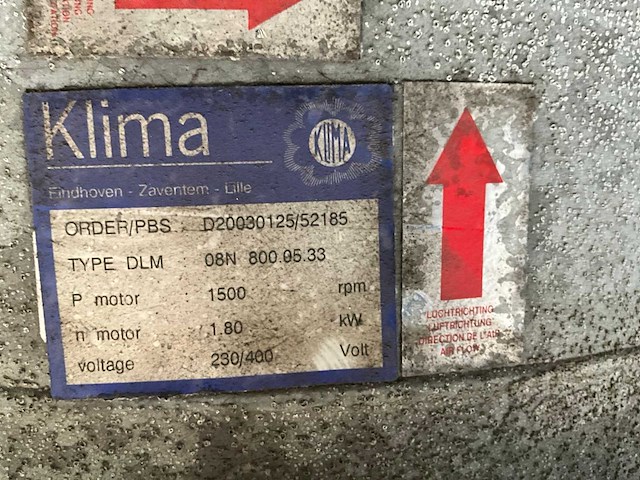 Klima
KLIMA
Eindhoven - Zaventem - Lille
ORDER/PBS : D20030125/52185
TYPE DLM : 08N 800.05.33
P motor : 1500 rpm
n motor : 1.80 kW
voltage : 230/400 Volt
LUCHTRICHTING
LUFTRICHTUNG
DIRECTION DE L'AIR
AIR FLOW